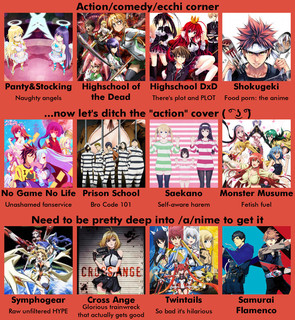 Action/comedy/ecchi corner
Panty&Stocking
Naughty angels
Highschool of
the Dead
Highschool DxD
There's plot and PLOT
Shokugeki
Food porn: the anime
...now let's ditch the "action" cover ( ͡° ͜ʖ ͡°)
No Game No Life
Unashamed fanservice
Prison School
Bro Code 101
Saekano
Self-aware harem
Monster Musume
Fetish fuel
Need to be pretty deep into /a/nime to get it
Symphogear
Raw unfiltered HYPE
CROSS ANGE
Cross Ange
Glorious trainwreck
that actually gets good
Twintails
So bad it's hilarious
Samurai
Flamenco